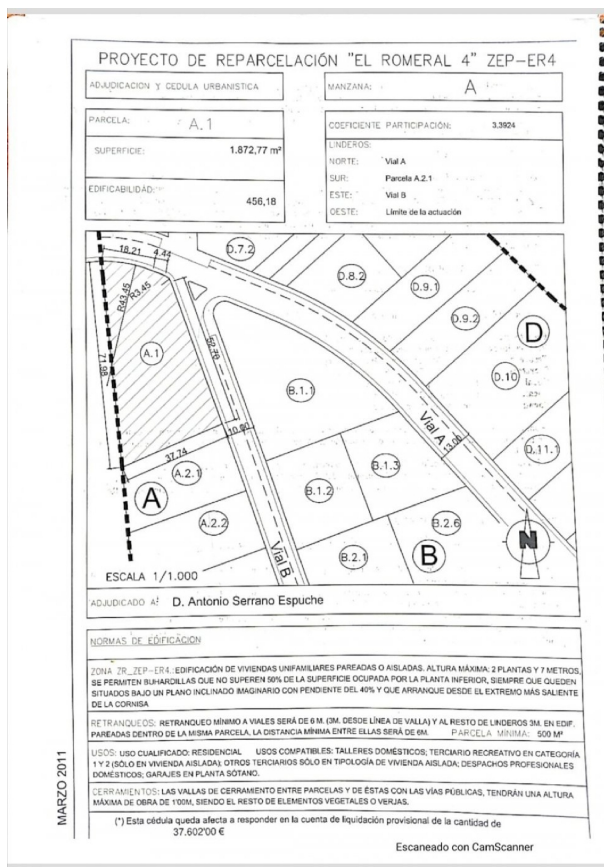 PROYECTO DE REPARCELACIÓN "EL ROMERAL 4" ZEP-ER4
ADJUDICACION Y CEDULA URBANISTICA
MANZANA: A
PARCELA: A.1
SUPERFICIE: 1.872,77 m²
EDIFICABILIDAD: 456,18
COEFICIENTE PARTICIPACIÓN: 3.3924
LINDEROS:
NORTE: Vial A
SUR: Parcela A.2.1
ESTE: Vial B
OESTE: Límite de la actuación
18.21 4.44
R43.45
R3.45
71.98
A.1
52.70
10.00
37.74
D.7.2
D.8.2
D.9.1
D.9.2
D
D.10
D.11.1
B.1.1
Vial A
13.00
A.2.1
A
A.2.2
B.1.2
B.1.3
B.2.6
B.2.1
B
Vial B
N
ESCALA 1/1.000
ADJUDICADO A: D. Antonio Serrano Espuche
NORMAS DE EDIFICACIÓN
ZONA ZR_ZEP-ER4: EDIFICACIÓN DE VIVIENDAS UNIFAMILIARES PAREADAS O AISLADAS. ALTURA MÁXIMA: 2 PLANTAS Y 7 METROS.
SE PERMITEN BUHARDILLAS QUE NO SUPEREN 50% DE LA SUPERFICIE OCUPADA POR LA PLANTA INFERIOR, SIEMPRE QUE QUEDEN
SITUADOS BAJO UN PLANO INCLINADO IMAGINARIO CON PENDIENTE DEL 40% Y QUE ARRANQUE DESDE EL EXTREMO MÁS SALIENTE
DE LA CORNISA
RETRANQUEOS: RETRANQUEO MÍNIMO A VIALES SERÁ DE 6 M. (3M. DESDE LÍNEA DE VALLA) Y AL RESTO DE LINDEROS 3M. EN EDIF.
PAREADAS DENTRO DE LA MISMA PARCELA, LA DISTANCIA MÍNIMA ENTRE ELLAS SERÁ DE 6M. PARCELA MÍNIMA: 500 M²
USOS: USO CUALIFICADO: RESIDENCIAL USOS COMPATIBLES: TALLERES DOMÉSTICOS; TERCIARIO RECREATIVO EN CATEGORÍA
1 Y 2 (SÓLO EN VIVIENDA AISLADA); OTROS TERCIARIOS SÓLO EN TIPOLOGÍA DE VIVIENDA AISLADA; DESPACHOS PROFESIONALES
DOMÉSTICOS; GARAJES EN PLANTA SÓTANO.
CERRAMIENTOS: LAS VALLAS DE CERRAMIENTO ENTRE PARCELAS Y DE ÉSTAS CON LAS VÍAS PÚBLICAS, TENDRÁN UNA ALTURA
MÁXIMA DE OBRA DE 1'00M, SIENDO EL RESTO DE ELEMENTOS VEGETALES O VERJAS.
(*) Esta cédula queda afecta a responder en la cuenta de liquidación provisional de la cantidad de
37.602'00 €
MARZO 2011
Escaneado con CamScanner